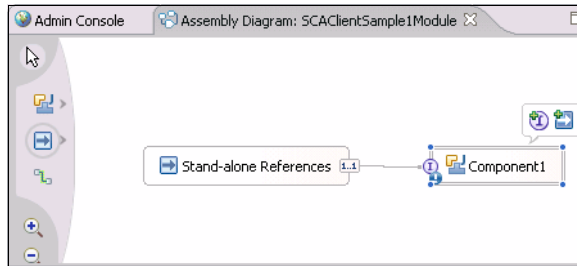 Admin Console
Assembly Diagram: SCAClientSample1Module
Stand-alone References
1..1
I
Component1
I